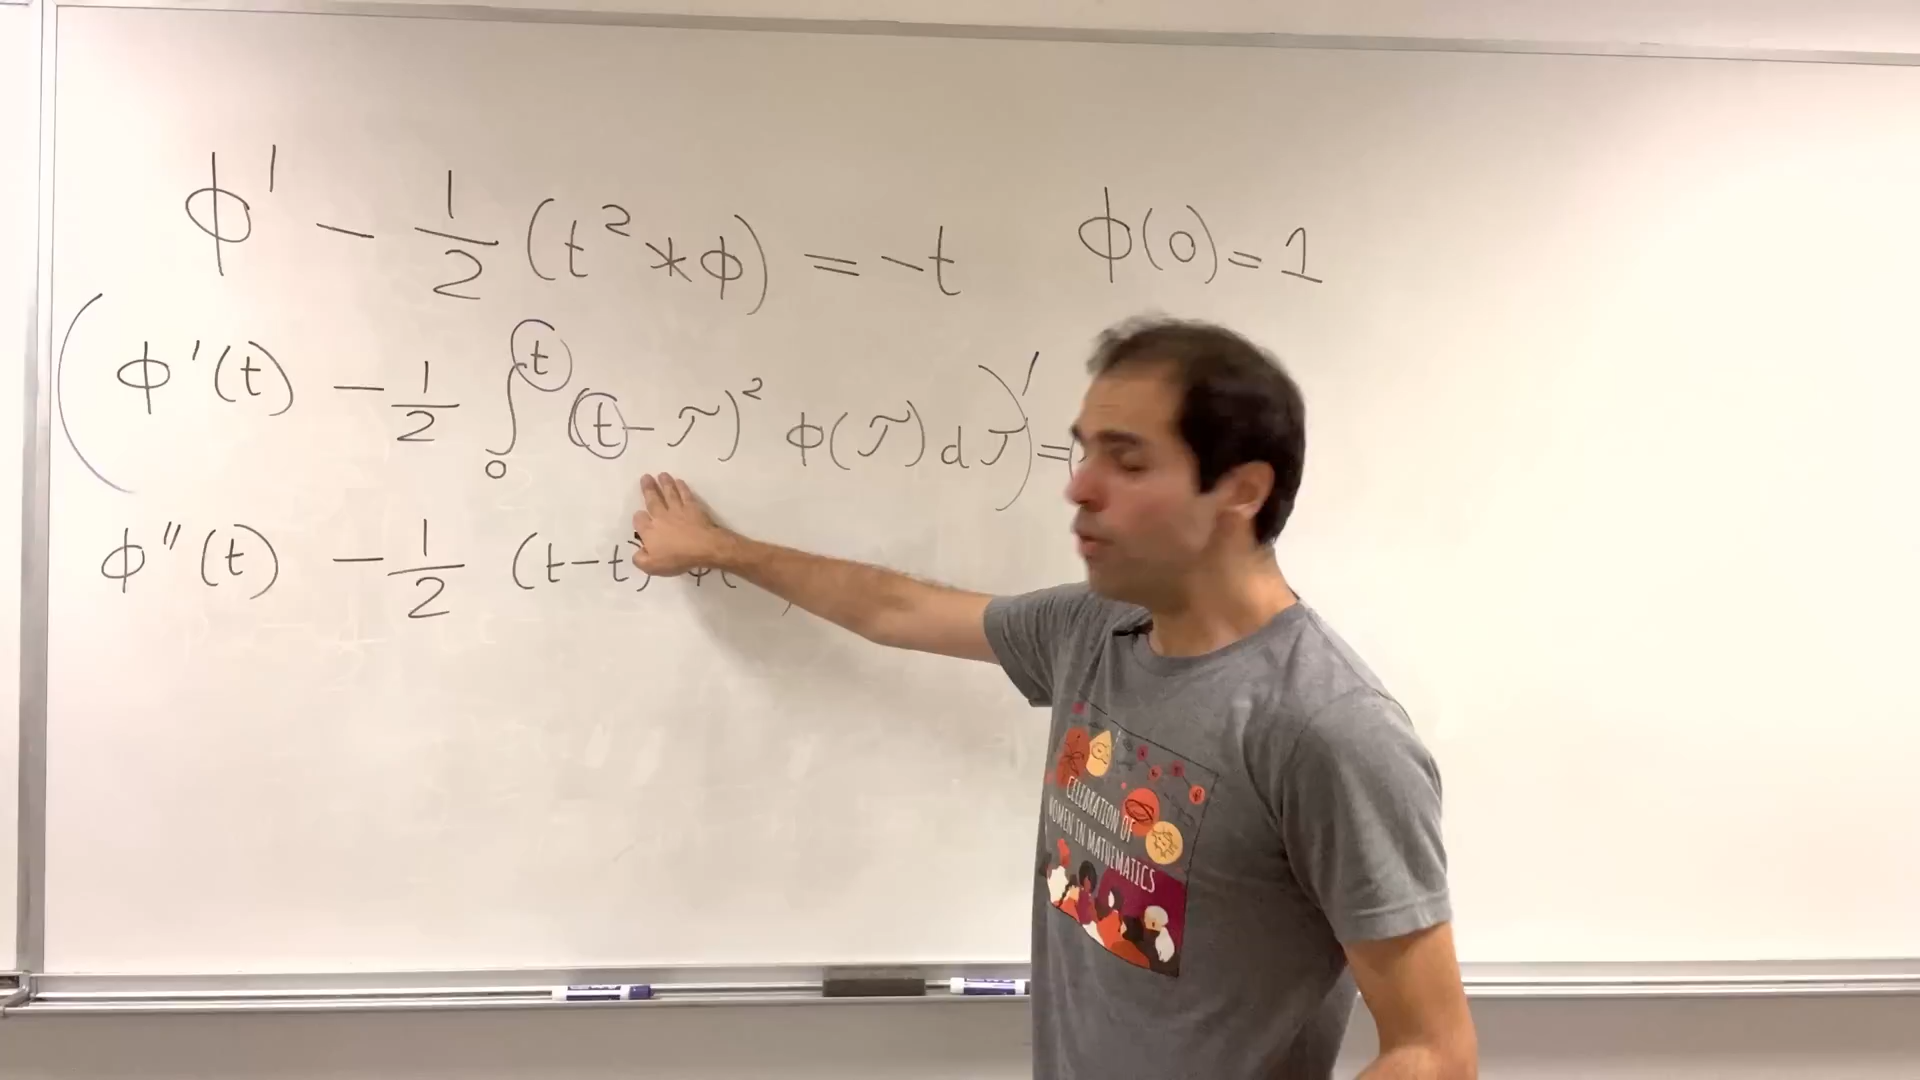 ϕ' - 1/2 (t² * ϕ) = -t ϕ(0) = 1
(ϕ'(t) - 1/2 ∫₀ᵗ (t-τ)² ϕ(τ) dτ)' = (
ϕ''(t) - 1/2 (t-t) ϕ(
CELEBRATION OF
WOMEN IN MATHEMATICS